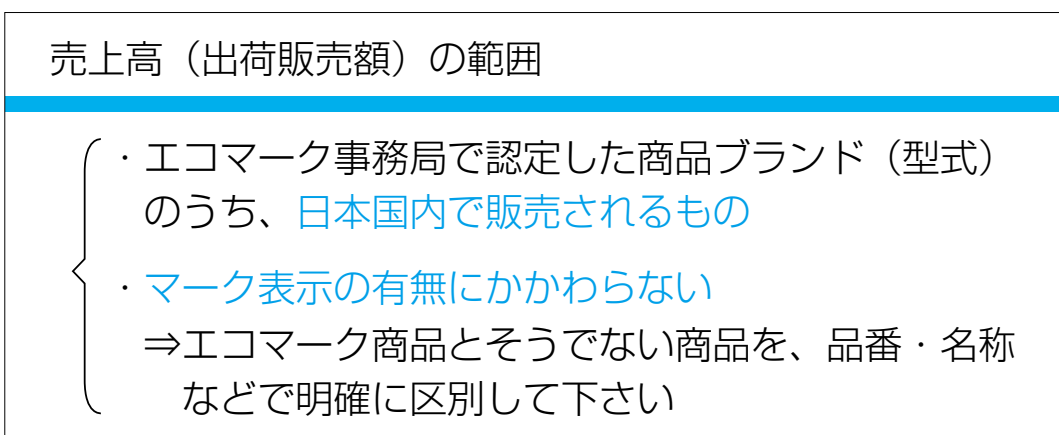 売上高（出荷販売額）の範囲
・エコマーク事務局で認定した商品ブランド（型式）
のうち、日本国内で販売されるもの
・マーク表示の有無にかかわらない
⇒エコマーク商品とそうでない商品を、品番・名称
などで明確に区別して下さい